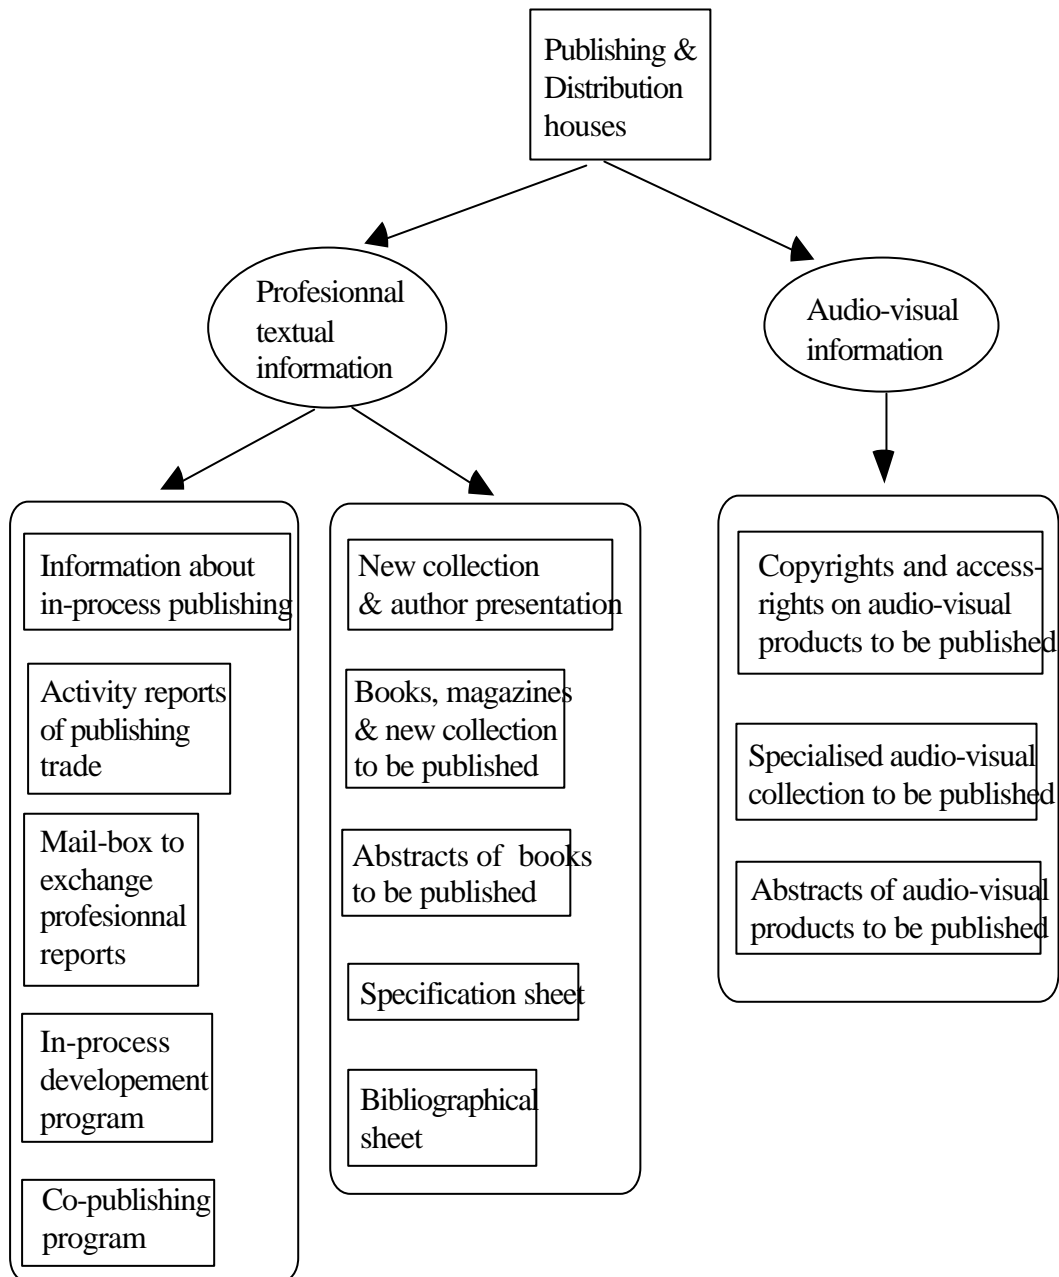 Publishing &
Distribution
houses
Profesionnal
textual
information
Audio-visual
information
Information about
in-process publishing
Activity reports
of publishing
trade
Mail-box to
exchange
profesionnal
reports
In-process
developement
program
Co-publishing
program
New collection
& author presentation
Books, magazines
& new collection
to be published
Abstracts of books
to be published
Specification sheet
Bibliographical
sheet
Copyrights and access-
rights on audio-visual
products to be published
Specialised audio-visual
collection to be published
Abstracts of audio-visual
products to be published